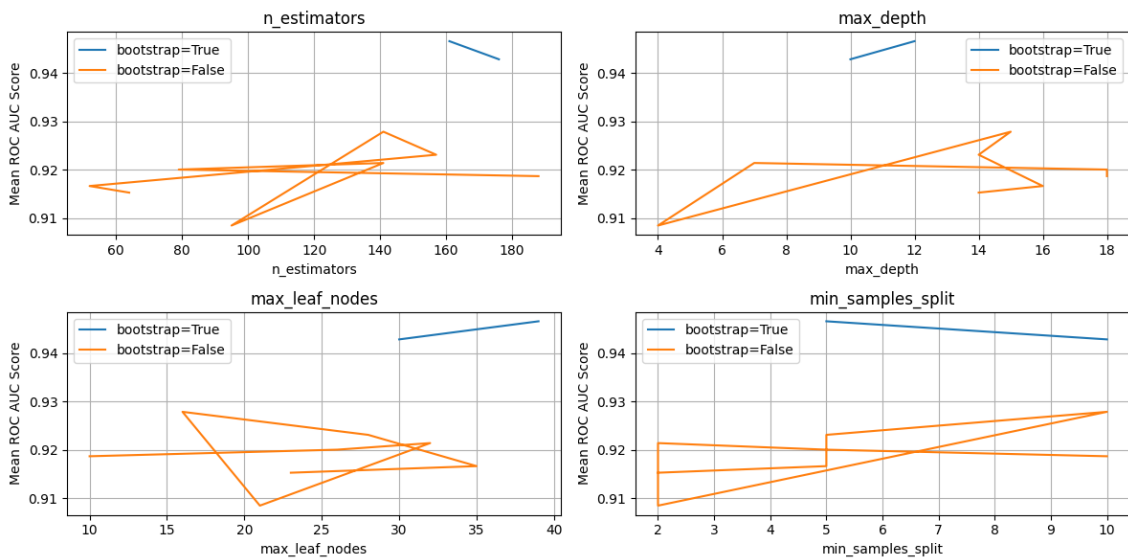 n_estimators
bootstrap=True
bootstrap=False
Mean ROC AUC Score
0.94
0.93
0.92
0.91
60 80 100 120 140 160 180
n_estimators
max_depth
bootstrap=True
bootstrap=False
Mean ROC AUC Score
0.94
0.93
0.92
0.91
4 6 8 10 12 14 16 18
max_depth
max_leaf_nodes
bootstrap=True
bootstrap=False
Mean ROC AUC Score
0.94
0.93
0.92
0.91
10 15 20 25 30 35 40
max_leaf_nodes
min_samples_split
bootstrap=True
bootstrap=False
Mean ROC AUC Score
0.94
0.93
0.92
0.91
2 3 4 5 6 7 8 9 10
min_samples_split